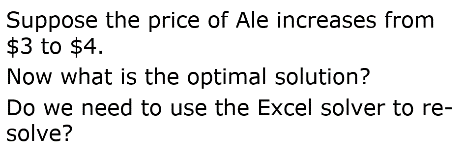 Suppose the price of Ale increases from
$3 to $4.
Now what is the optimal solution?
Do we need to use the Excel solver to re-
solve?